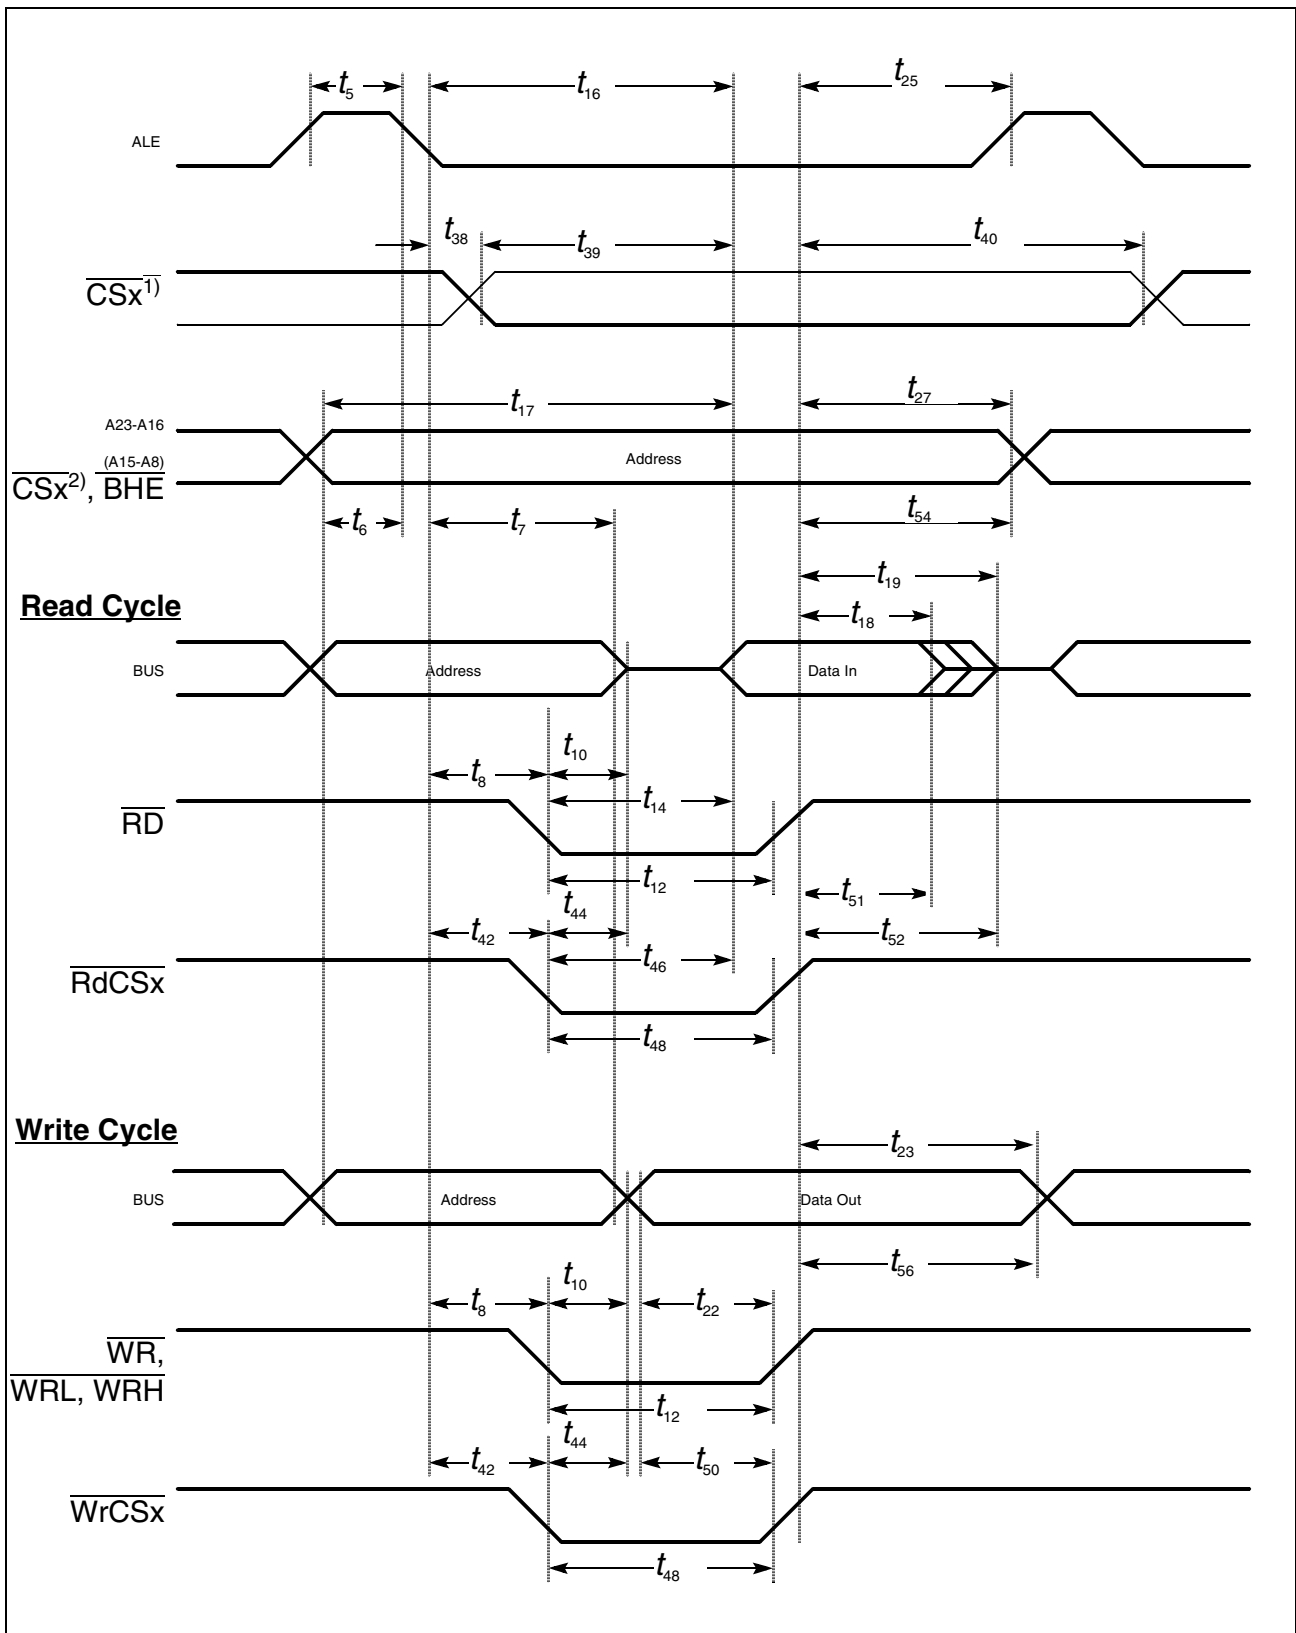 t5 t16 t25
ALE
t38 t39 t40
CSx1)
t17 t27
A23-A16
(A15-A8)
Address
CSx2), BHE
t6 t7 t54
t19
Read Cycle
t18
BUS Address Data In
t10
t8
t14
RD
t12
t51
t44
t42 t52
t46
RdCSx
t48
Write Cycle
t23
BUS Address Data Out
t56
t10
t8 t22
WR,
WRL, WRH
t12
t44
t42 t50
WrCSx
t48